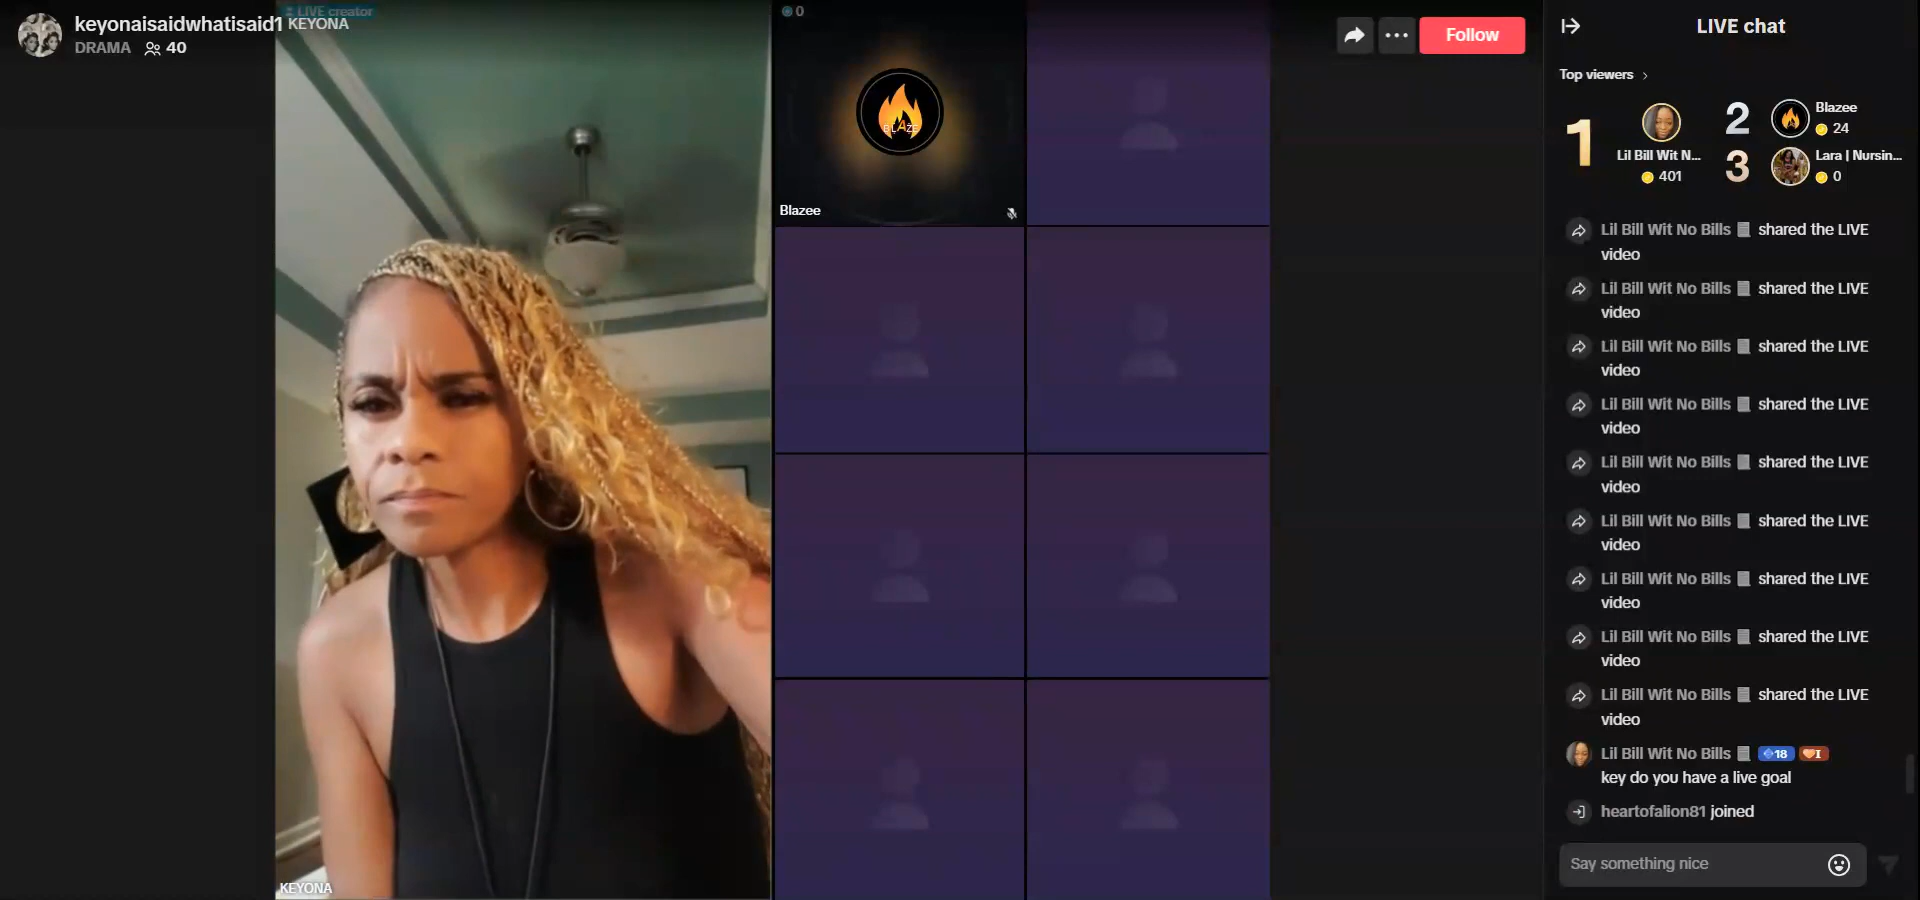 keyonaisaidwhatisaid1
DRAMA 40
LIVE creator
KEYONA
0
BLAZE
Blazee
KEYONA
Follow
LIVE chat
Top viewers
1
Lil Bill Wit N...
401
2
Blazee
24
3
Lara | Nursin...
0
Lil Bill Wit No Bills shared the LIVE
video
Lil Bill Wit No Bills shared the LIVE
video
Lil Bill Wit No Bills shared the LIVE
video
Lil Bill Wit No Bills shared the LIVE
video
Lil Bill Wit No Bills shared the LIVE
video
Lil Bill Wit No Bills shared the LIVE
video
Lil Bill Wit No Bills shared the LIVE
video
Lil Bill Wit No Bills shared the LIVE
video
Lil Bill Wit No Bills shared the LIVE
video
Lil Bill Wit No Bills 18 I
key do you have a live goal
heartofalion81 joined
Say something nice